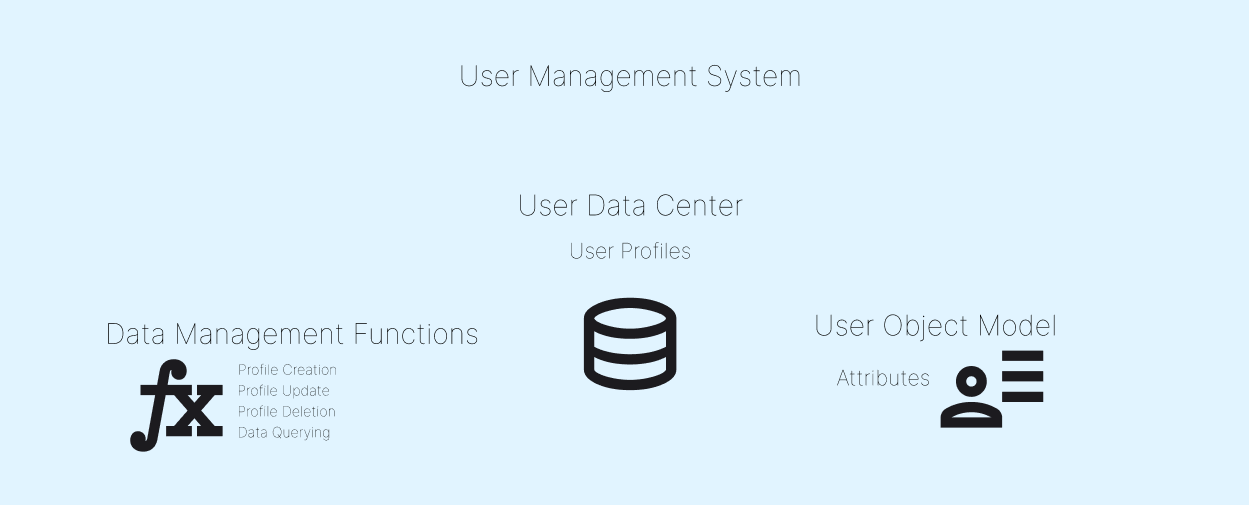 User Management System
User Data Center
User Profiles
Data Management Functions
Profile Creation
Profile Update
Profile Deletion
Data Querying
User Object Model
Attributes